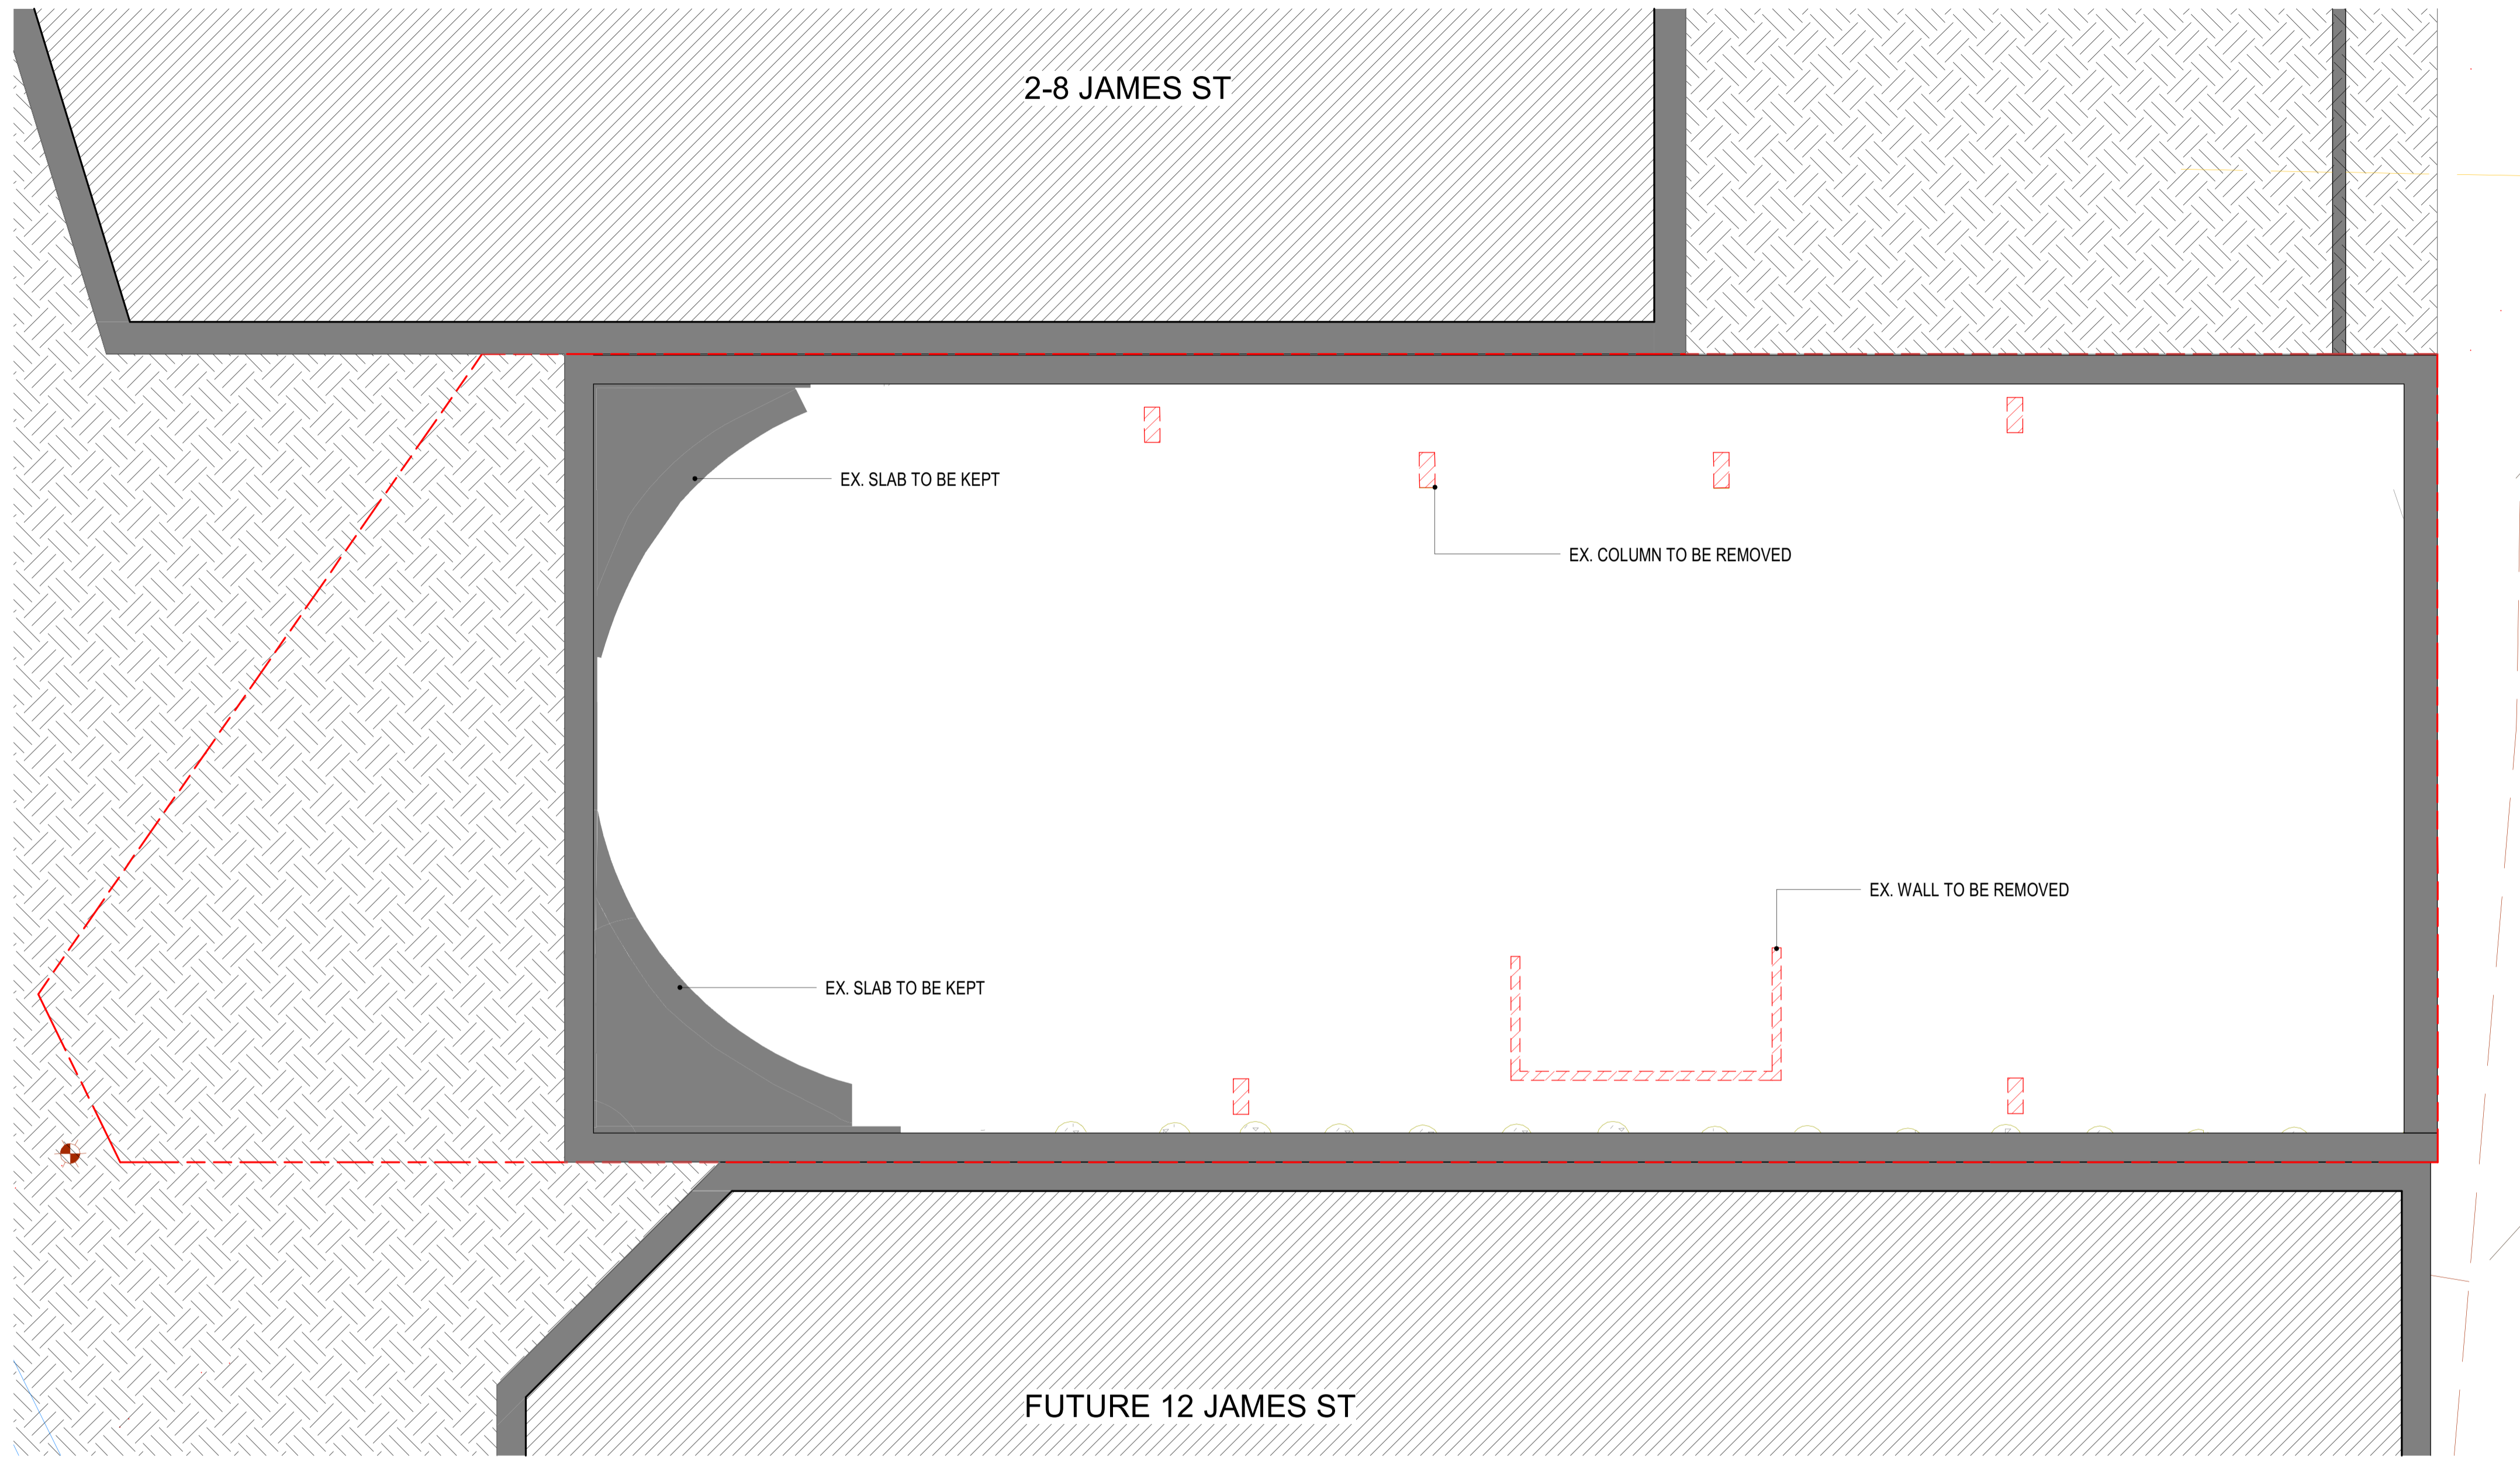 2-8 JAMES ST
EX. SLAB TO BE KEPT
EX. COLUMN TO BE REMOVED
EX. WALL TO BE REMOVED
EX. SLAB TO BE KEPT
FUTURE 12 JAMES ST